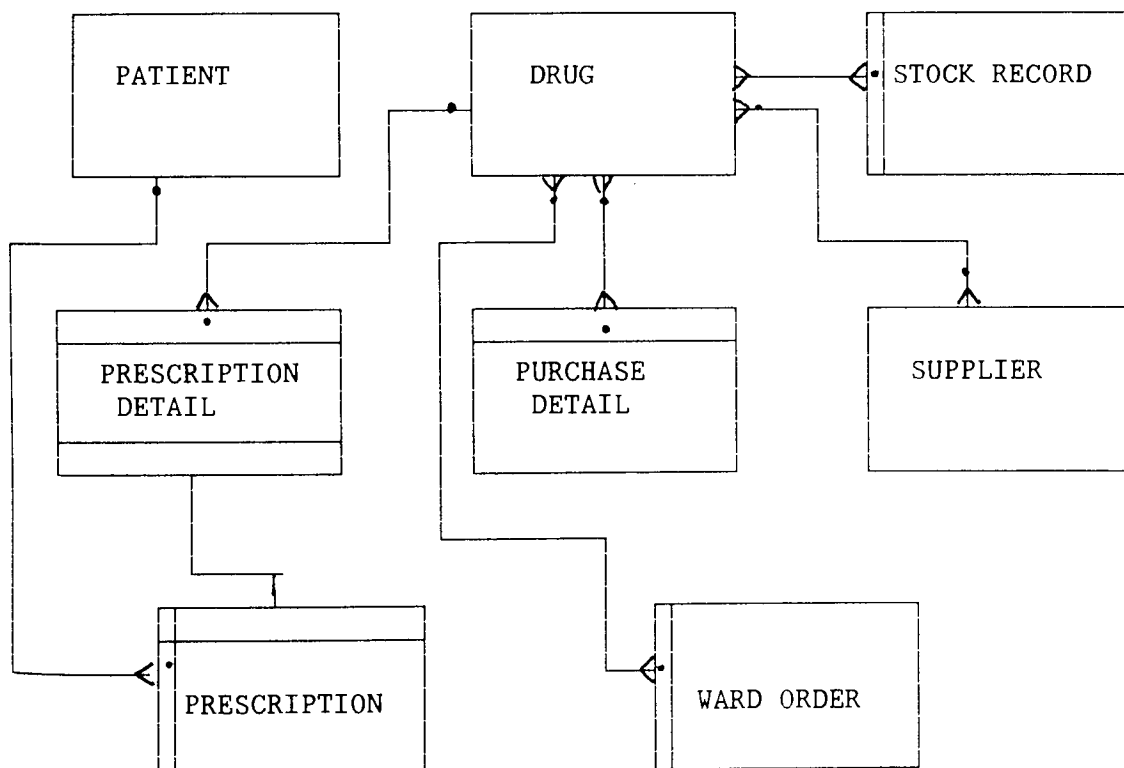 PATIENT
DRUG
STOCK RECORD
PRESCRIPTION
DETAIL
PURCHASE
DETAIL
SUPPLIER
PRESCRIPTION
WARD ORDER